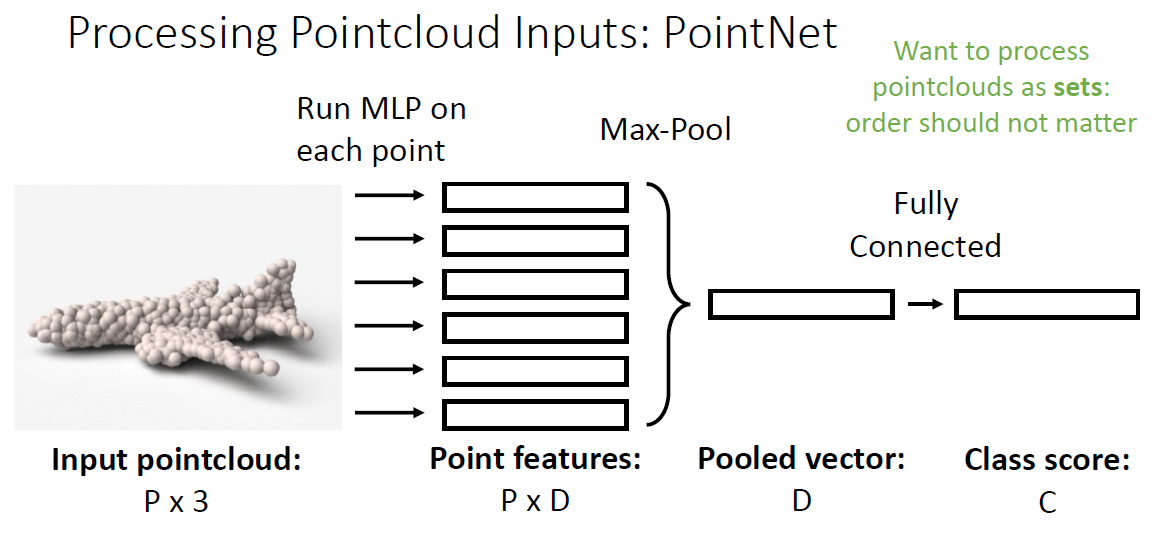 Processing Pointcloud Inputs: PointNet
Want to process
pointclouds as sets:
order should not matter
Run MLP on
each point
Max-Pool
Fully
Connected
Input pointcloud:
P x 3
Point features:
P x D
Pooled vector:
D
Class score:
C